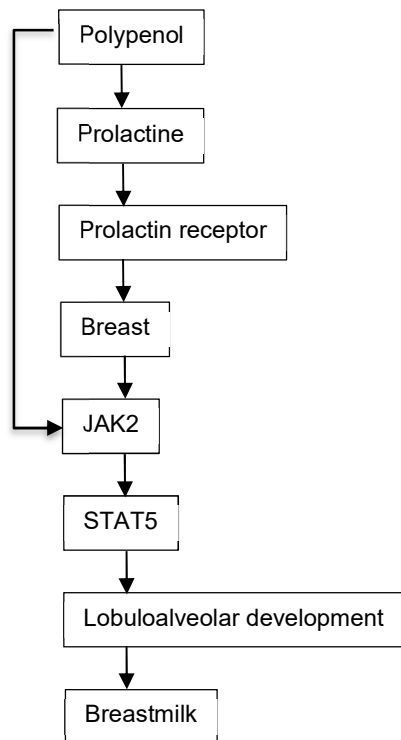 Polypenol
Prolactine
Prolactin receptor
Breast
JAK2
STAT5
Lobuloalveolar development
Breastmilk